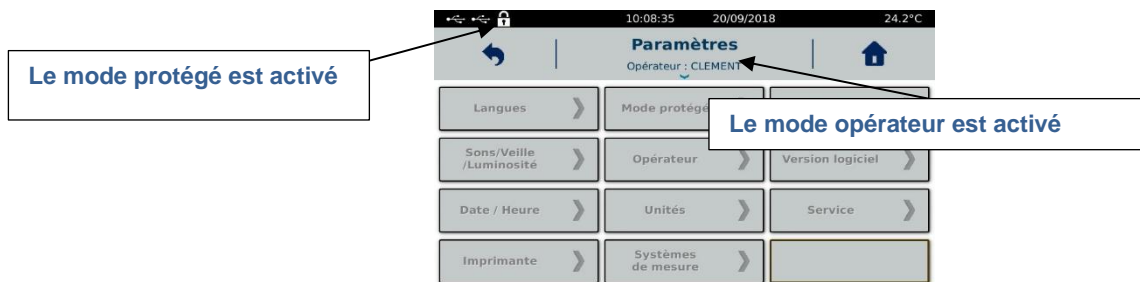 10:08:35 20/09/2018 24.2°C
Le mode protégé est activé
Paramètres
Opérateur : CLEMENT
Langues
Mode protégé
Le mode opérateur est activé
Sons/Veille
/Luminosité
Opérateur
Version logiciel
Date / Heure
Unités
Service
Imprimante
Systèmes
de mesure